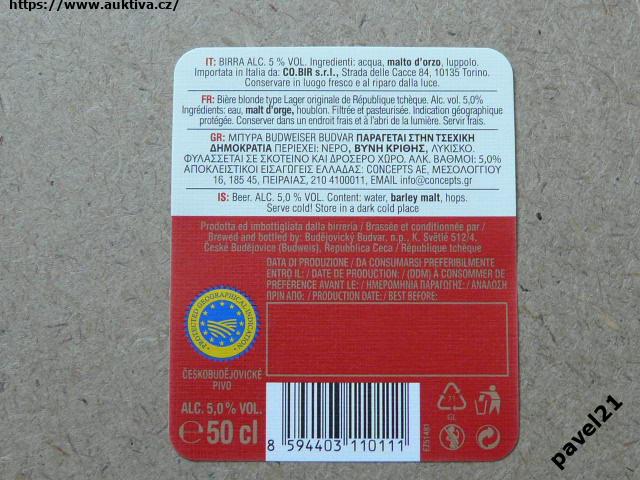 https://www.auktiva.cz/
IT: BIRRA ALC. 5 % VOL. Ingredienti: acqua, malto d'orzo, luppolo.
Importata in Italia da: CO.BIR s.r.l., Strada delle Cacce 84, 10135 Torino.
Conservare in luogo fresco e al riparo dalla luce.
FR: Bière blonde type Lager originale de République tchèque. Alc. vol. 5,0%
Ingrédients: eau, malt d'orge, houblon. Filtrée et pasteurisée. Indication géographique
protégée. Conserver dans un endroit frais et à l'abri de la lumière. Servir frais.
GR: ΜΠΥΡΑ BUDWEISER BUDVAR ΠΑΡΑΓΕΤΑΙ ΣΤΗΝ ΤΣΕΧΙΚΗ
ΔΗΜΟΚΡΑΤΙΑ ΠΕΡΙΕΧΕΙ: ΝΕΡΟ, ΒΥΝΗ ΚΡΙΘΗΣ, ΛΥΚΙΣΚΟ.
ΦΥΛΑΣΣΕΤΑΙ ΣΕ ΣΚΟΤΕΙΝΟ ΚΑΙ ΔΡΟΣΕΡΟ ΧΩΡΟ. ΑΛΚ. ΒΑΘΜΟΙ: 5,0%
ΑΠΟΚΛΕΙΣΤΙΚΟΙ ΕΙΣΑΓΩΓΕΙΣ ΕΛΛΑΔΑΣ: CONCEPTS AE, ΜΕΣΟΛΟΓΓΙΟΥ
16, 185 45, ΠΕΙΡΑΙΑΣ, 210 4100011, EMAIL info@concepts.gr
IS: Beer. ALC. 5,0 % VOL. Content: water, barley malt, hops.
Serve cold! Store in a dark cold place
Prodotta ed imbottigliata dalla birreria / Brassée et conditionnée par /
Brewed and bottled by: Budějovický Budvar, n.p., K. Světlé 512/4,
České Budějovice (Budweis), Repubblica Ceca / République tchèque
DATA DI PRODUZIONE / DA CONSUMARSI PREFERIBILMENTE
ENTRO IL: / DATE DE PRODUCTION: / (DDM) À CONSOMMER DE
PRÉFÉRENCE AVANT LE: / ΗΜΕΡΟΜΗΝΙΑ ΠΑΡΑΓΩΓΗΣ: / ΑΝΑΛΩΣΗ
ΠΡΙΝ ΑΠΟ: / PRODUCTION DATE: / BEST BEFORE:
PROTECTED GEOGRAPHICAL INDICATION
ČESKOBUDĚJOVICKÉ
PIVO
ALC. 5,0 % VOL.
e 50 cl
8 594403 110111
EZ51481
71
GL
pavel21